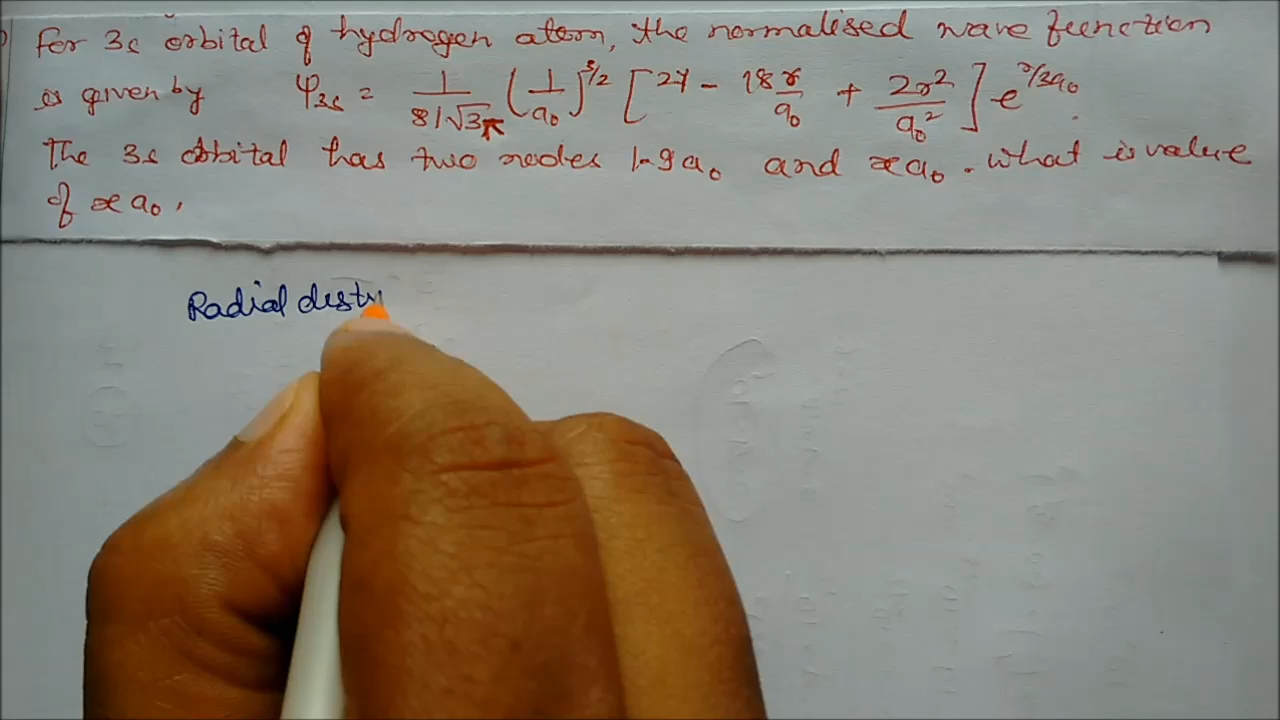 For 3s orbital of hydrogen atom, the normalised wave function
is given by ψ3s = 1/81√3π (1/a0)^3/2 [27 - 18r/a0 + 2r²/a0²] e^r/3a0
The 3s orbital has two nodes 1.9a0 and xa0. What is value
of xa0.
Radial distr